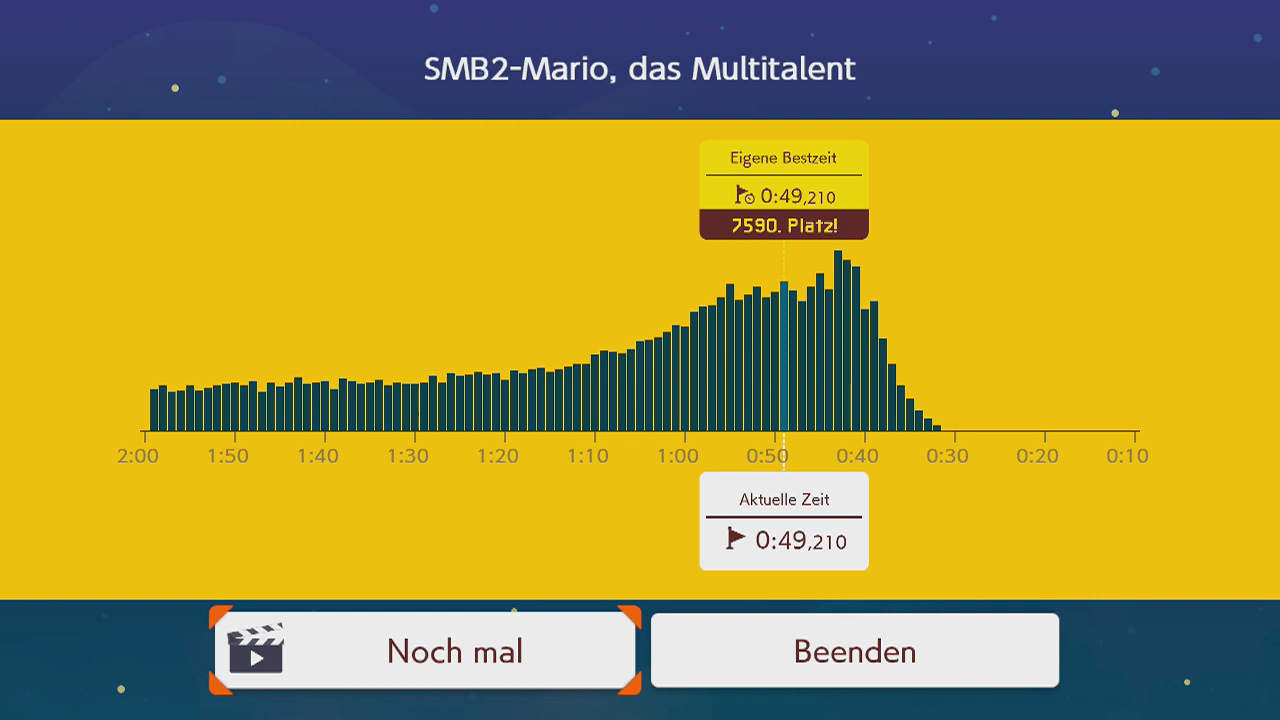 SMB2-Mario, das Multitalent
Eigene Bestzeit
0:49,210
7590. Platz!
2:00 1:50 1:40 1:30 1:20 1:10 1:00 0:50 0:40 0:30 0:20 0:10
Aktuelle Zeit
0:49,210
Noch mal
Beenden